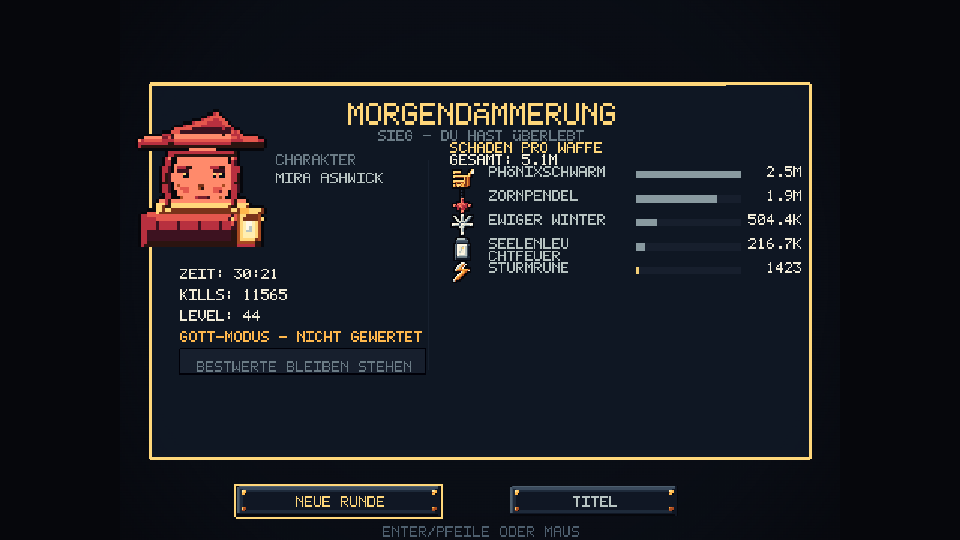 MORGENDäMMERUNG
SIEG - DU HAST üBERLEBT
SCHADEN PRO WAFFE
GESAMT: 5.1M
CHARAKTER
MIRA ASHWICK
PHöNIXSCHWARM 2.5M
ZORNPENDEL 1.9M
EWIGER WINTER 504.4K
SEELENLEU 216.7K
CHTFEUER
STURMRUNE 1423
ZEIT: 30:21
KILLS: 11565
LEVEL: 44
GOTT-MODUS - NICHT GEWERTET
BESTWERTE BLEIBEN STEHEN
NEUE RUNDE
TITEL
ENTER/PFEILE ODER MAUS